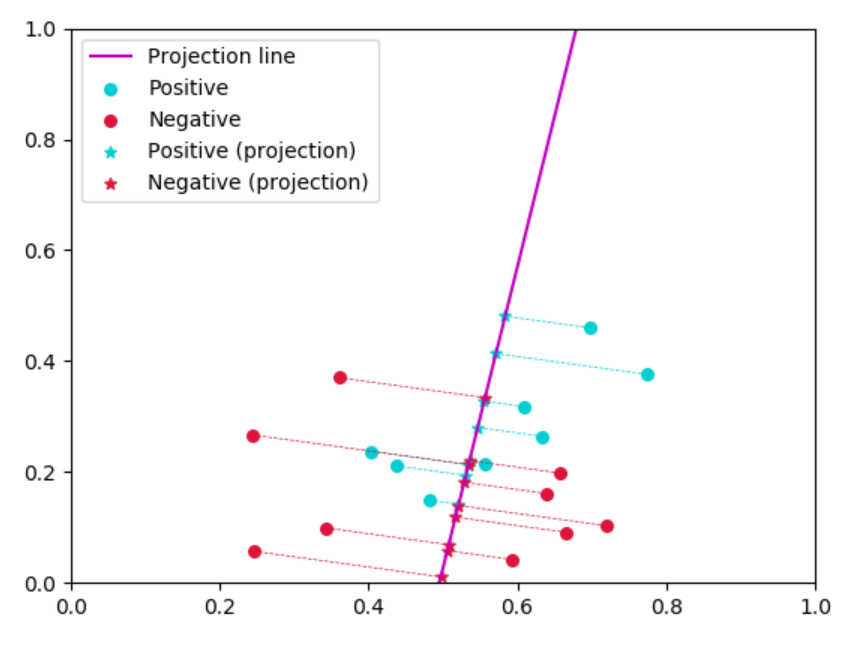 1.0
0.8
0.6
0.4
0.2
0.0
Projection line
Positive
Negative
Positive (projection)
Negative (projection)
0.0 0.2 0.4 0.6 0.8 1.0